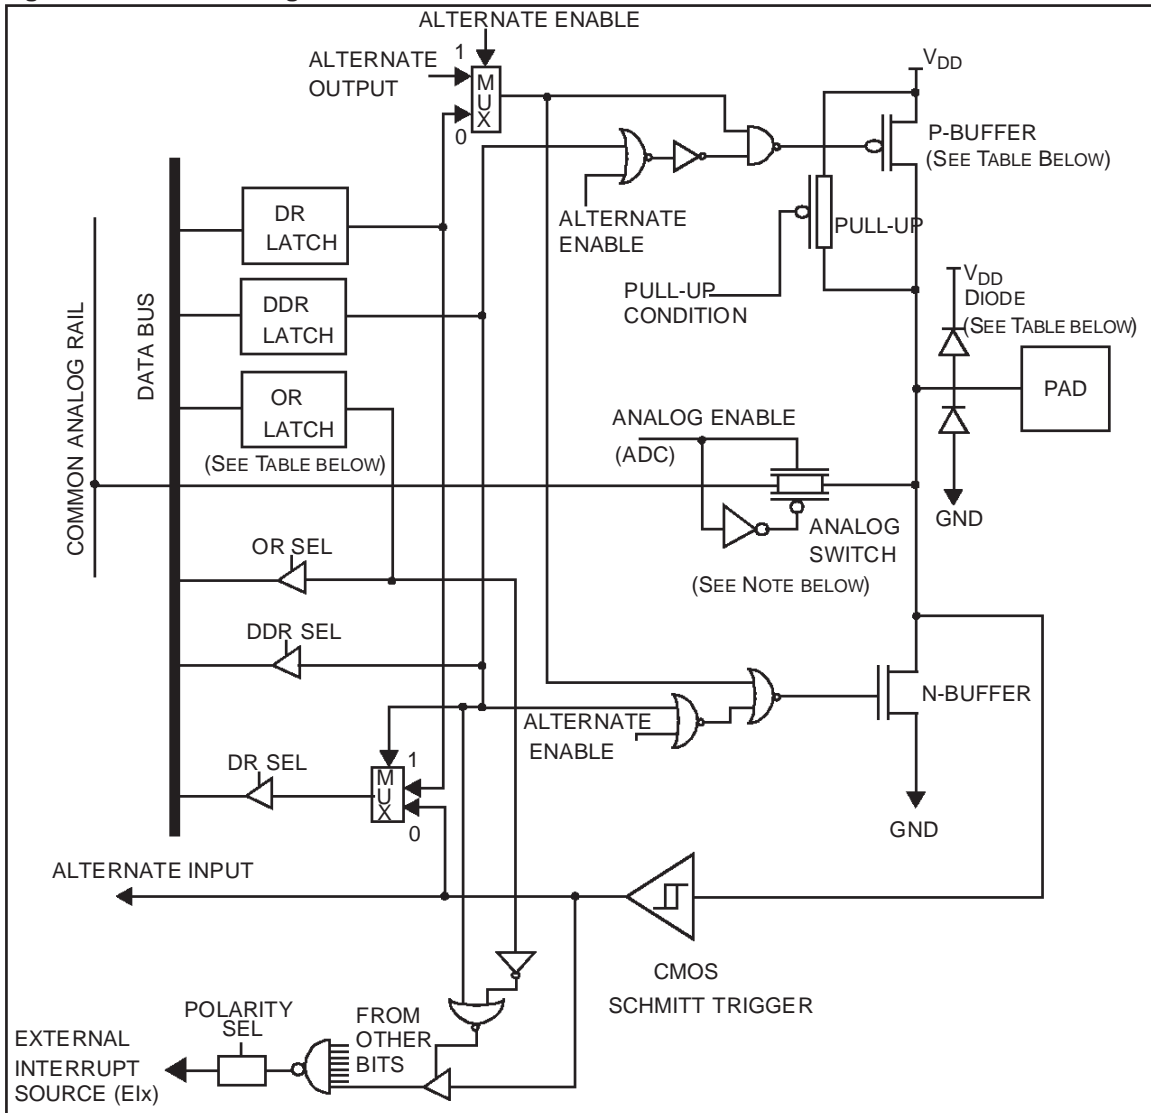 ALTERNATE ENABLE
ALTERNATE
OUTPUT
1
MUX
0
VDD
P-BUFFER
(SEE TABLE BELOW)
ALTERNATE
ENABLE
PULL-UP
PULL-UP
CONDITION
DR
LATCH
DDR
LATCH
OR
LATCH
(SEE TABLE BELOW)
COMMON ANALOG RAIL
DATA BUS
VDD
DIODE
(SEE TABLE BELOW)
PAD
GND
ANALOG ENABLE
(ADC)
ANALOG
SWITCH
(SEE NOTE BELOW)
OR SEL
DDR SEL
DR SEL
1
MUX
0
ALTERNATE
ENABLE
N-BUFFER
GND
ALTERNATE INPUT
CMOS
SCHMITT TRIGGER
POLARITY
SEL
FROM
OTHER
BITS
EXTERNAL
INTERRUPT
SOURCE (EIx)